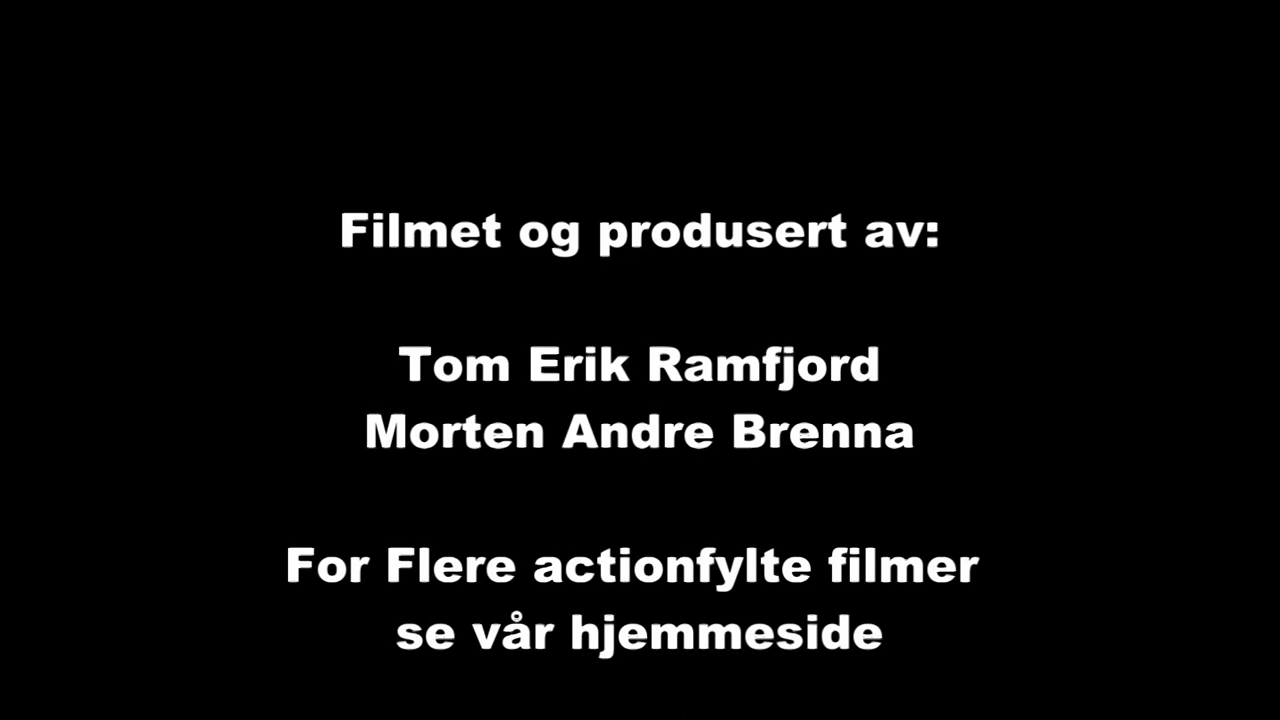 Filmet og produsert av:
Tom Erik Ramfjord
Morten Andre Brenna
For Flere actionfylte filmer
se vår hjemmeside